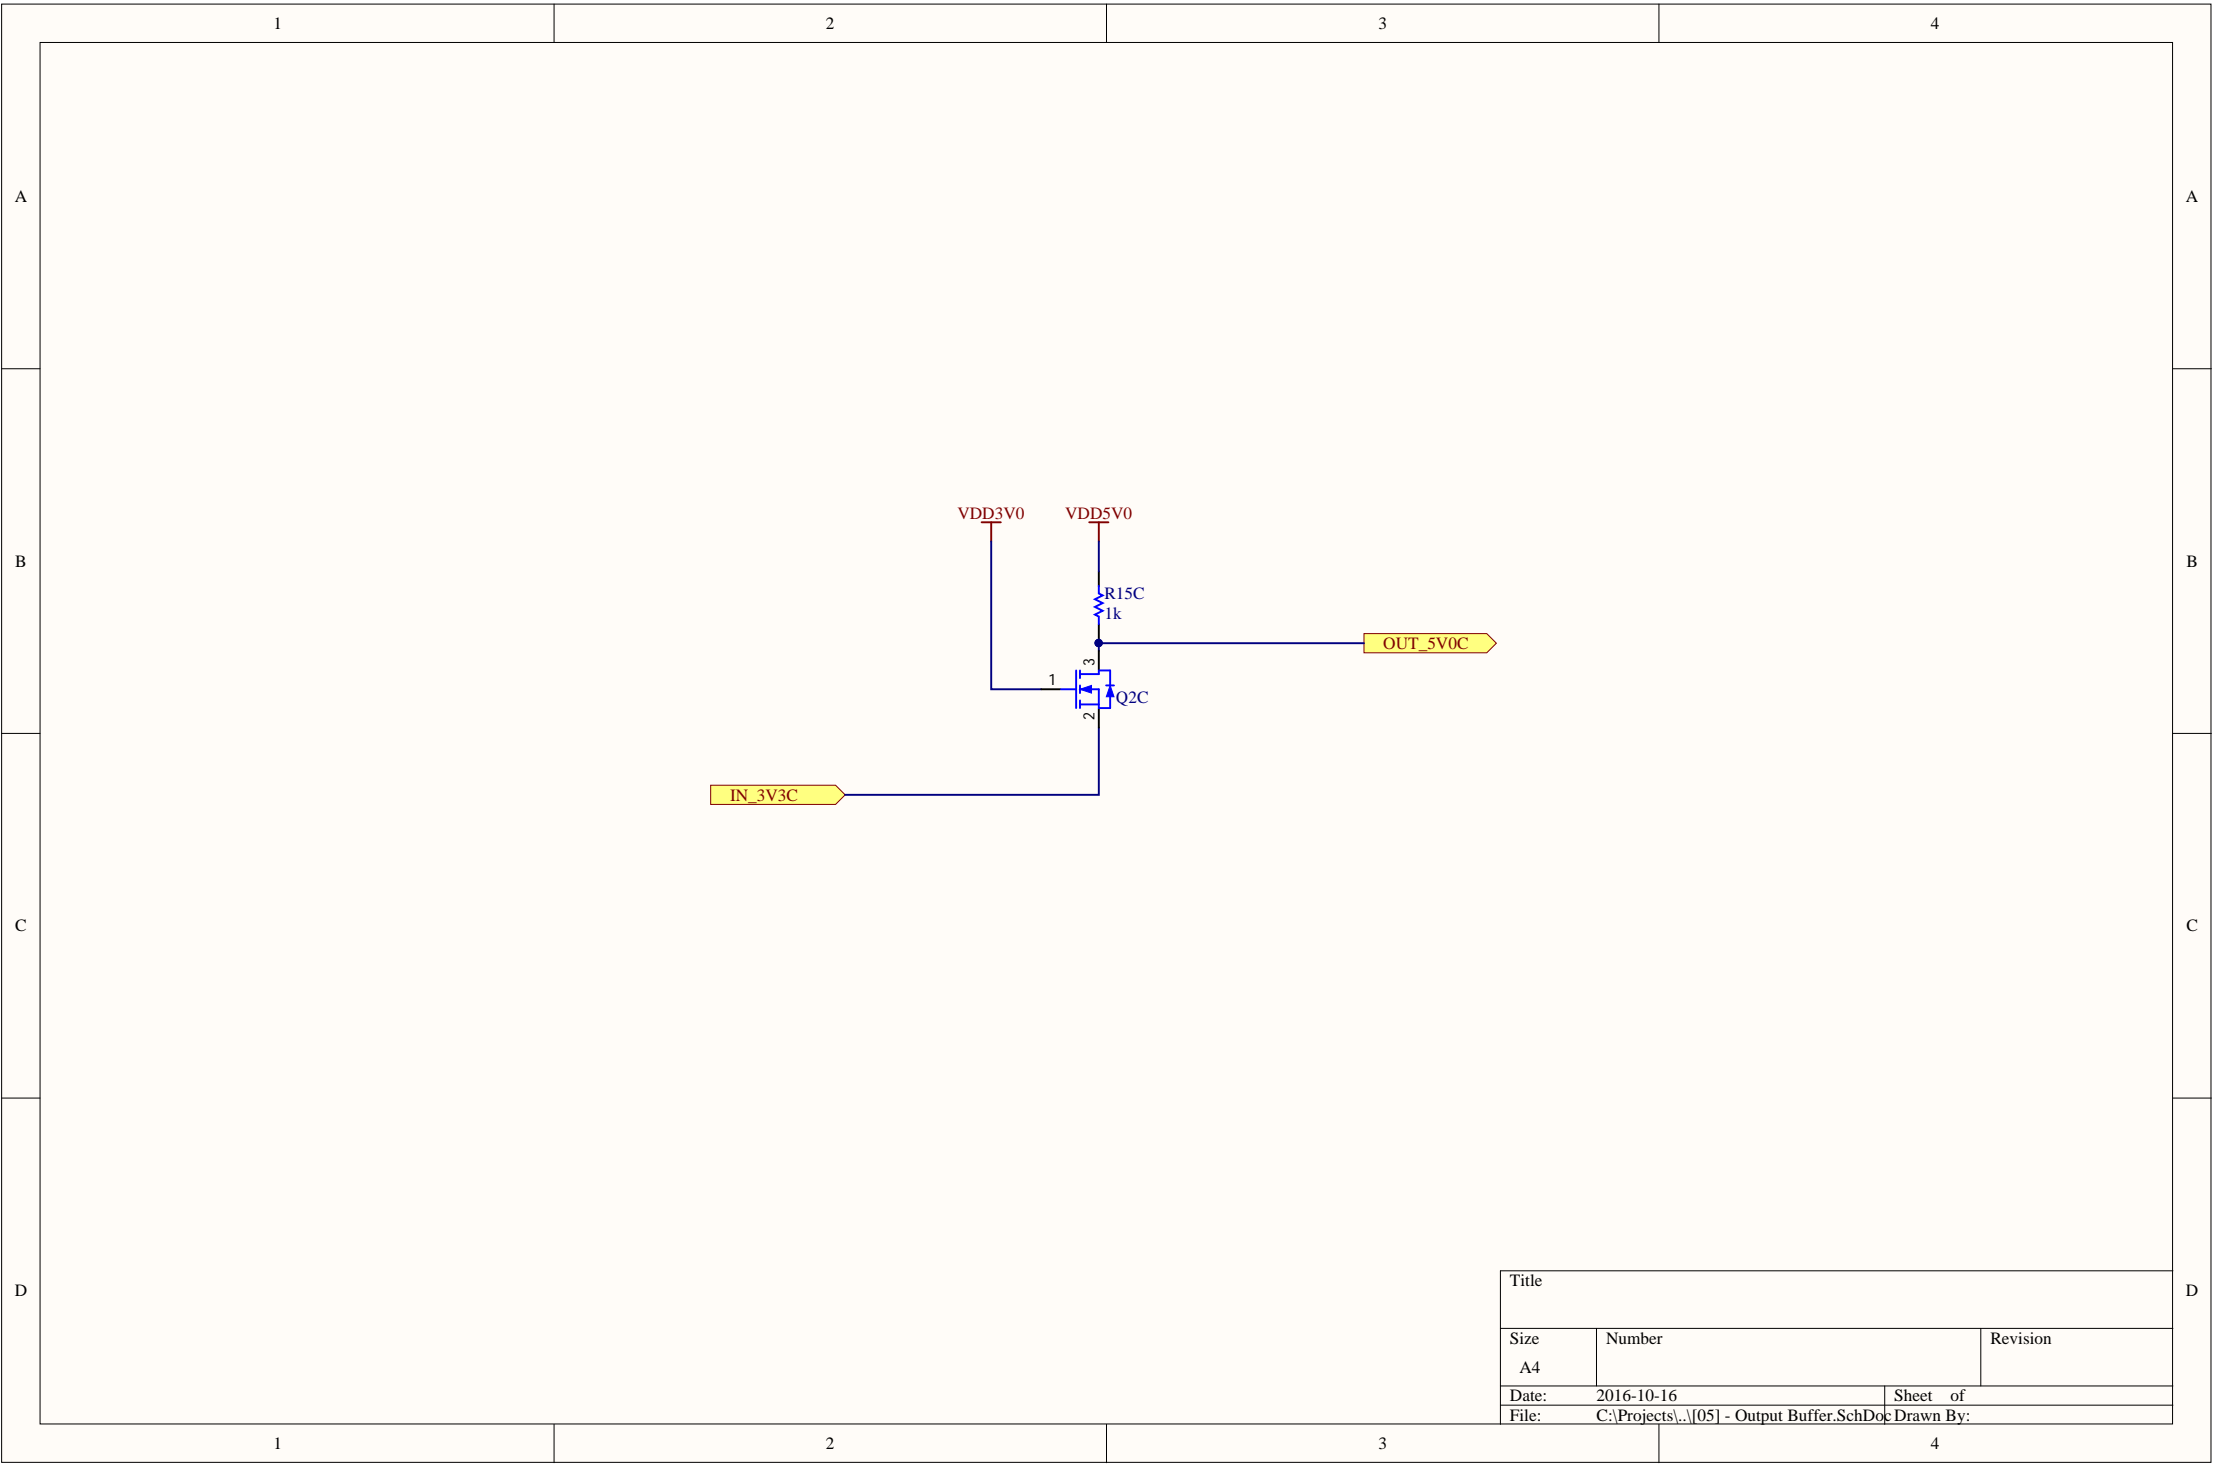 1 2 3 4
A A
VDD3V0 VDD5V0
B B
R15C
1k
OUT_5V0C
3
1
Q2C
2
IN_3V3C
C C
Title
D D
Size Number Revision
A4
Date: 2016-10-16 Sheet of
File: C:\Projects\..\[05] - Output Buffer.SchDoc Drawn By:
1 2 3 4